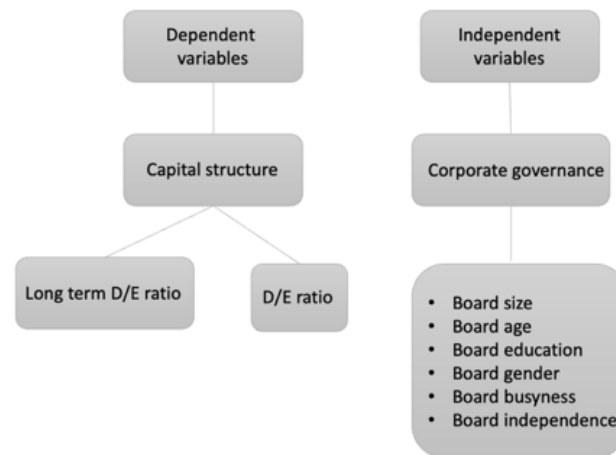 Dependent
variables
Independent
variables
Capital structure
Corporate governance
Long term D/E ratio
D/E ratio
• Board size
• Board age
• Board education
• Board gender
• Board busyness
• Board independence